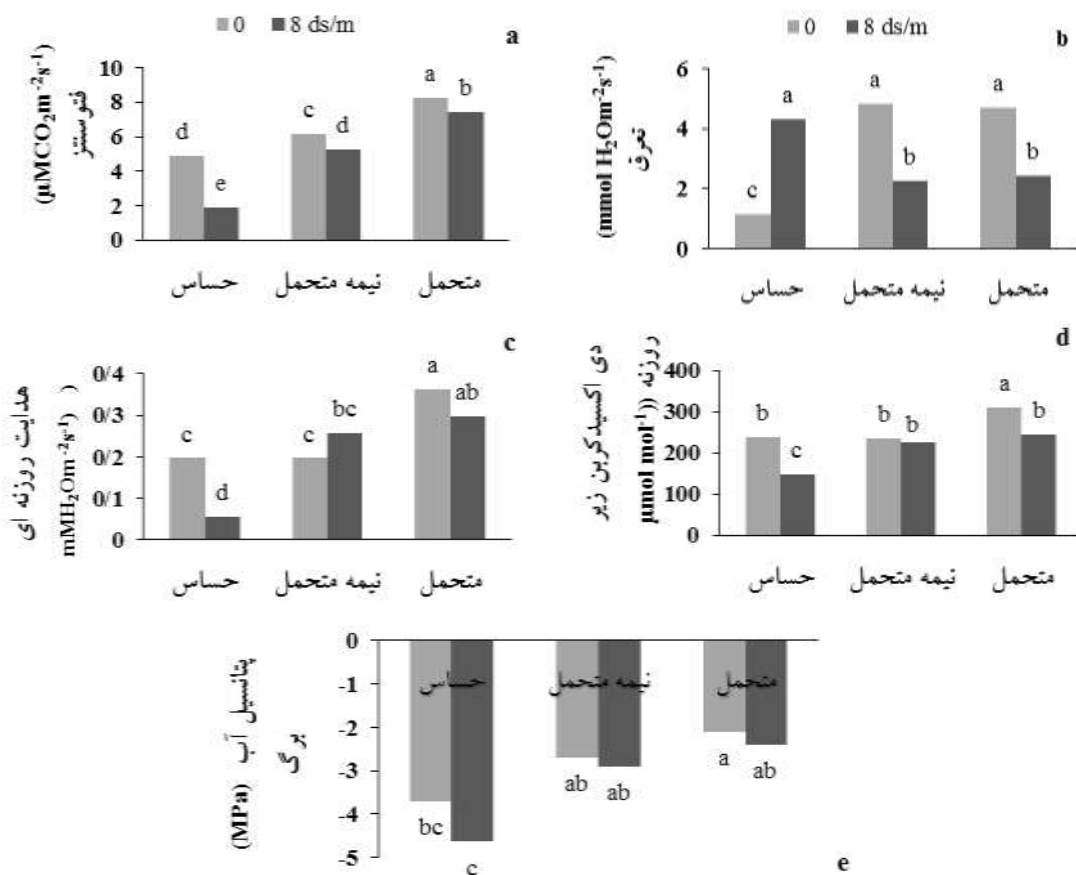 0 8 ds/m
a
فتوسنتز
(µMCO₂m⁻²s⁻¹)
10
8
6
4
2
0
d
e
c
d
a
b
حساس نیمه متحمل متحمل
0 8 ds/m
b
تعرق
(mmol H₂Om⁻²s⁻¹)
6
4
2
0
c
a
a
b
a
b
حساس نیمه متحمل متحمل
c
هدایت روزنه ای
mMH₂Om⁻²s¹) )
0/4
0/3
0/2
0/1
0
c
d
c
bc
a
ab
حساس نیمه متحمل متحمل
d
دی اکسیدکربن زیر
روزنه ((µmol mol⁻¹)
400
300
200
100
0
b
c
b
b
a
b
حساس نیمه متحمل متحمل
پتانسیل آب
برگ
(MPa)
0
-1
-2
-3
-4
-5
حساس نیمه متحمل متحمل
bc
c
ab
ab
a
ab
e